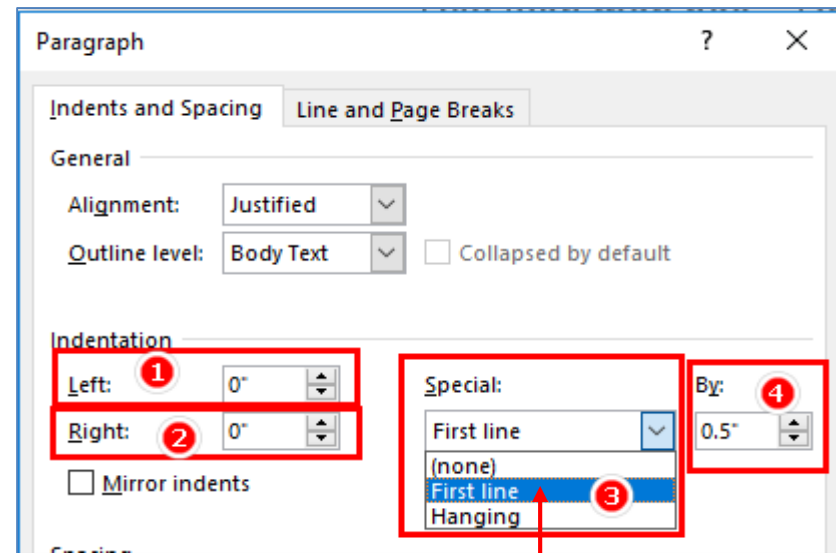 Paragraph ? ×
Indents and Spacing Line and Page Breaks
General
Alignment: Justified
Outline level: Body Text Collapsed by default
Indentation
1 Left: 0" Special: By: 4
2 Right: 0" First line 0.5"
(none)
Mirror indents First line 3
Hanging